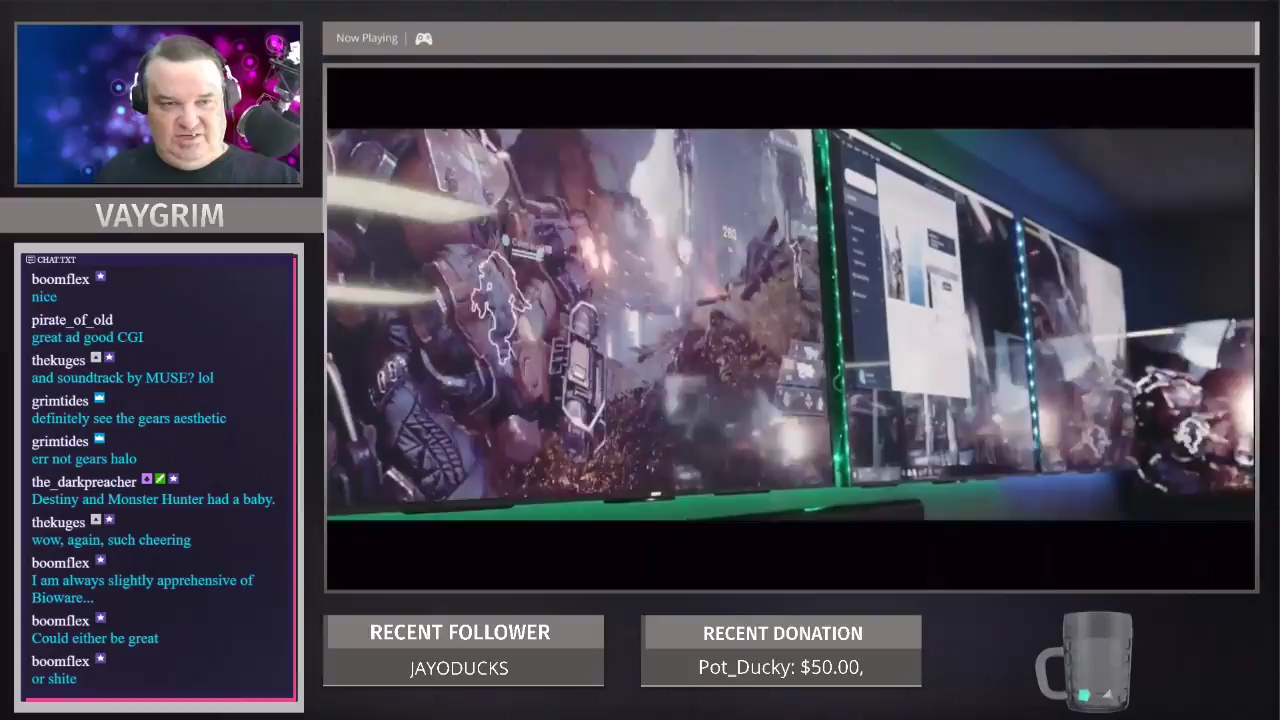 Now Playing
VAYGRIM
CHAT.TXT
boomflex
nice
pirate_of_old
great ad good CGI
thekuges
and soundtrack by MUSE? lol
grimtides
definitely see the gears aesthetic
grimtides
err not gears halo
the_darkpreacher
Destiny and Monster Hunter had a baby.
thekuges
wow, again, such cheering
boomflex
I am always slightly apprehensive of
Bioware...
boomflex
Could either be great
boomflex
or shite
280
RECENT FOLLOWER
JAYODUCKS
RECENT DONATION
Pot_Ducky: $50.00,